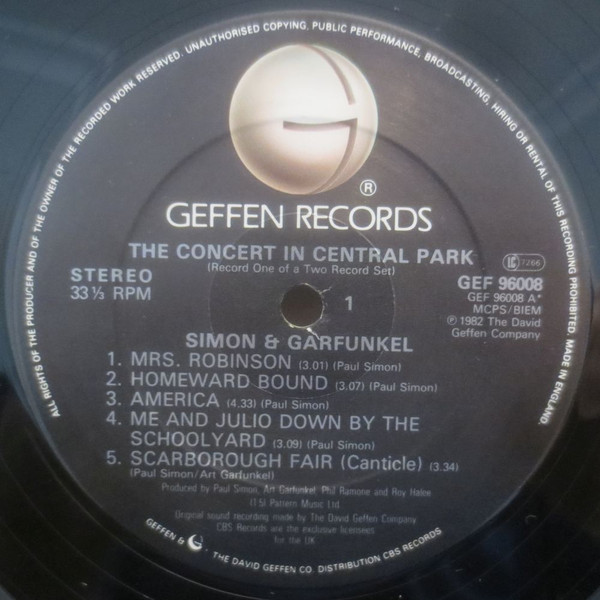 ALL RIGHTS OF THE PRODUCER AND OF THE OWNER OF THE RECORDED WORK RESERVED. UNAUTHORISED COPYING, PUBLIC PERFORMANCE, BROADCASTING, HIRING OR RENTAL OF THIS RECORDING PROHIBITED. MADE IN ENGLAND.
G
®
GEFFEN RECORDS
THE CONCERT IN CENTRAL PARK
(Record One of a Two Record Set)
LC 7266
STEREO
33⅓ RPM
1
GEF 96008
GEF 96008 A*
MCPS/BIEM
℗ 1982 The David
Geffen Company
SIMON & GARFUNKEL
1. MRS. ROBINSON (3.01) (Paul Simon)
2. HOMEWARD BOUND (3.07) (Paul Simon)
3. AMERICA (4.33) (Paul Simon)
4. ME AND JULIO DOWN BY THE
SCHOOLYARD (3.09) (Paul Simon)
5. SCARBOROUGH FAIR (Canticle) (3.34)
(Paul Simon/Art Garfunkel)
Produced by Paul Simon, Art Garfunkel, Phil Ramone and Roy Halee
(1-5) Pattern Music Ltd.
Original sound recording made by The David Geffen Company
CBS Records are the exclusive licensees
for the UK
GEFFEN & G - THE DAVID GEFFEN CO. DISTRIBUTION CBS RECORDS